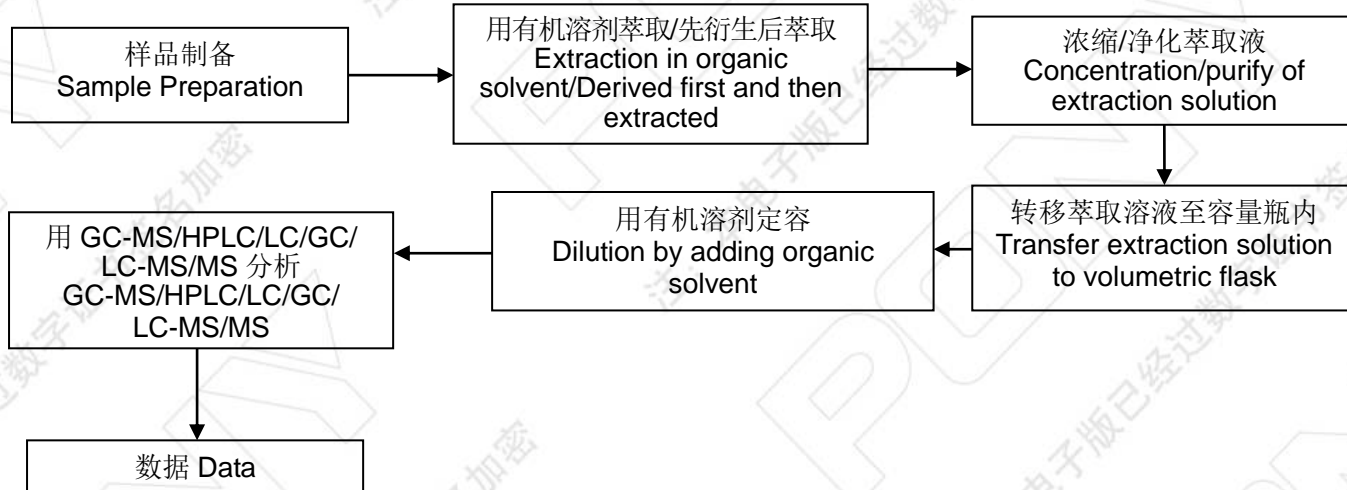 样品制备
Sample Preparation
用有机溶剂萃取/先衍生后萃取
Extraction in organic
solvent/Derived first and then
extracted
浓缩/净化萃取液
Concentration/purify of
extraction solution
转移萃取溶液至容量瓶内
Transfer extraction solution
to volumetric flask
用有机溶剂定容
Dilution by adding organic
solvent
用 GC-MS/HPLC/LC/GC/
LC-MS/MS 分析
GC-MS/HPLC/LC/GC/
LC-MS/MS
数据 Data